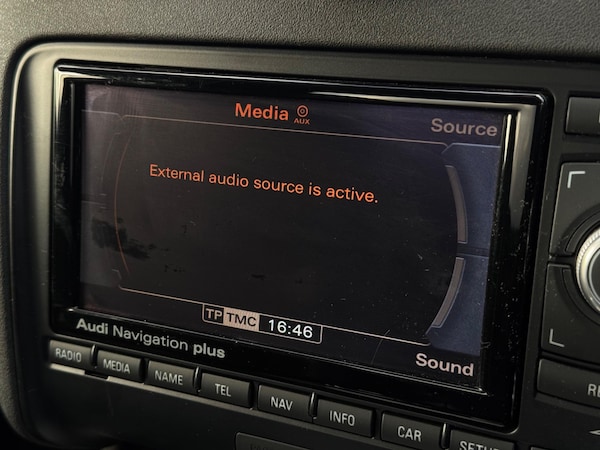 Media AUX
Source
External audio source is active.
TP TMC 16:46
Audi Navigation plus
Sound
RADIO MEDIA NAME TEL NAV INFO CAR